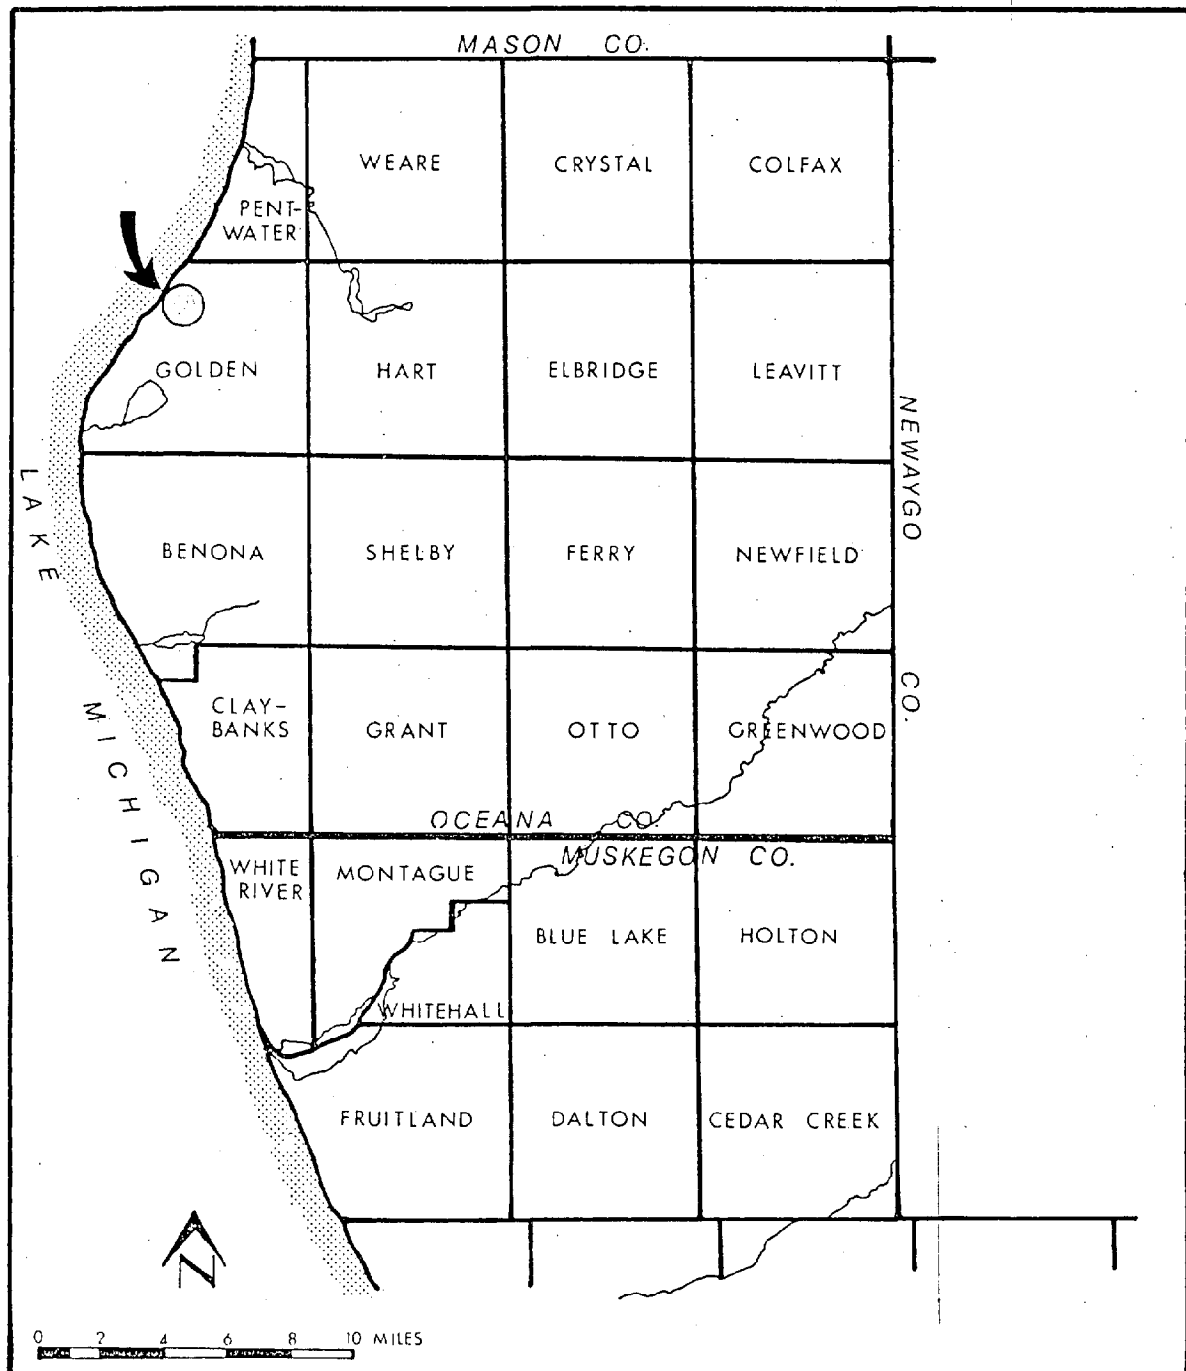 MASON CO.
WEARE
CRYSTAL
COLFAX
PENT-
WATER
GOLDEN
HART
ELBRIDGE
LEAVITT
NEWAYGO CO.
LAKE MICHIGAN
BENONA
SHELBY
FERRY
NEWFIELD
CLAY-
BANKS
GRANT
OTTO
GREENWOOD
OCEANA CO.
MUSKEGON CO.
WHITE
RIVER
MONTAGUE
BLUE LAKE
HOLTON
WHITEHALL
FRUITLAND
DALTON
CEDAR CREEK
N
0 2 4 6 8 10 MILES